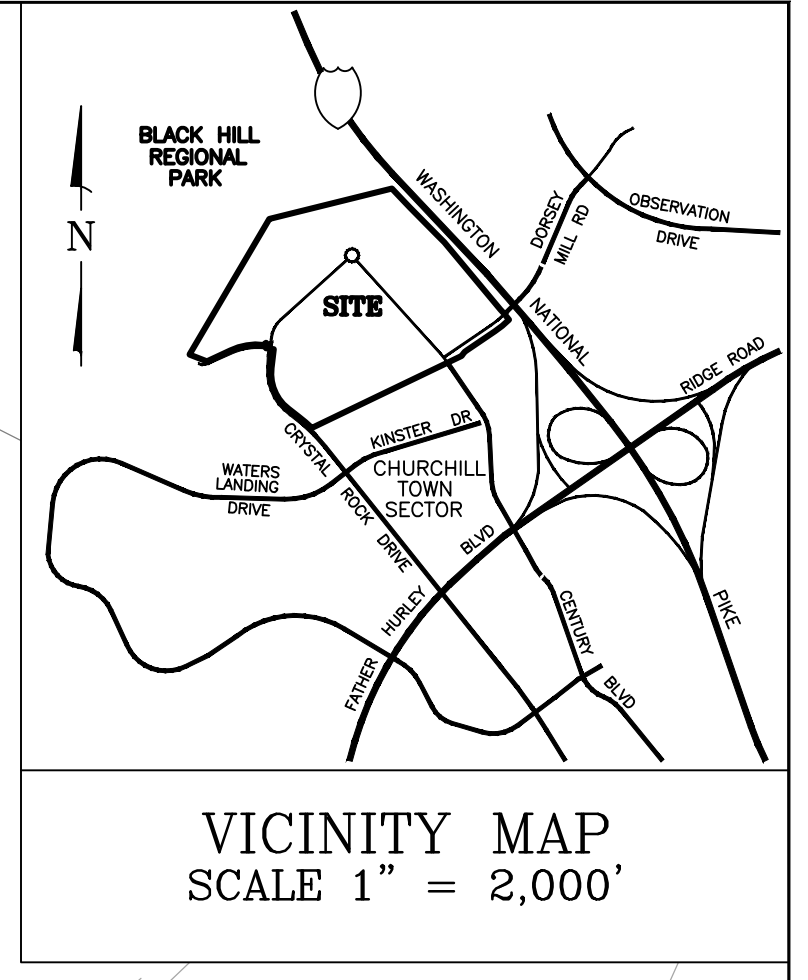 BLACK HILL
REGIONAL
PARK
N
WASHINGTON
NATIONAL
PIKE
DORSEY
MILL RD
OBSERVATION
DRIVE
SITE
RIDGE ROAD
CRYSTAL
ROCK
DRIVE
KINSTER DR
WATERS
LANDING
DRIVE
CHURCHILL
TOWN
SECTOR
FATHER
HURLEY
BLVD
CENTURY
BLVD
VICINITY MAP
SCALE 1" = 2,000'